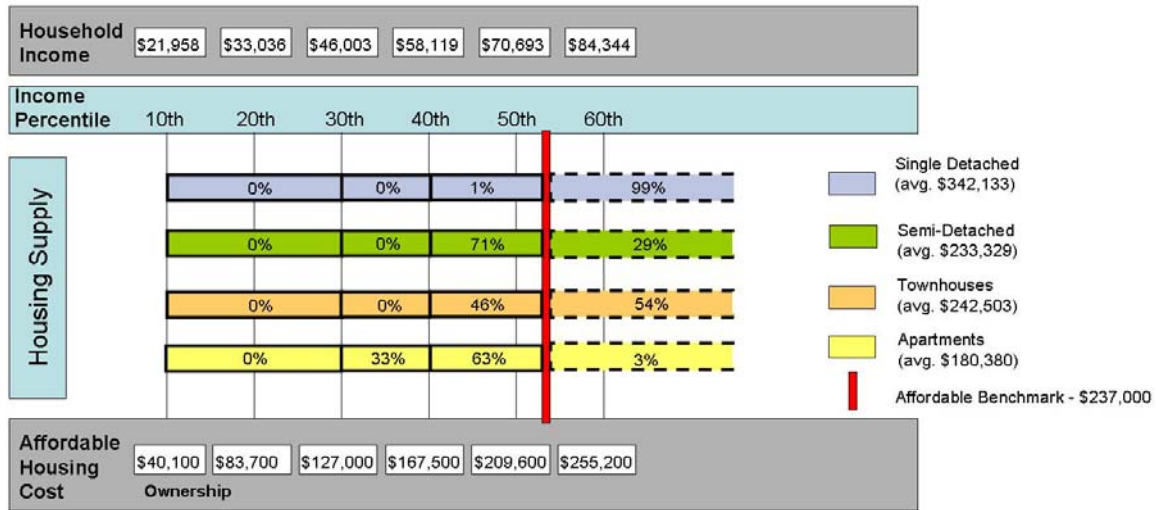 Household
Income
$21,958 $33,036 $46,003 $58,119 $70,693 $84,344
Income
Percentile
10th 20th 30th 40th 50th 60th
Housing Supply
0% 0% 1% 99%
0% 0% 71% 29%
0% 0% 46% 54%
0% 33% 63% 3%
Single Detached
(avg. $342,133)
Semi-Detached
(avg. $233,329)
Townhouses
(avg. $242,503)
Apartments
(avg. $180,380)
Affordable Benchmark - $237,000
Affordable
Housing
Cost
$40,100 $83,700 $127,000 $167,500 $209,600 $255,200
Ownership